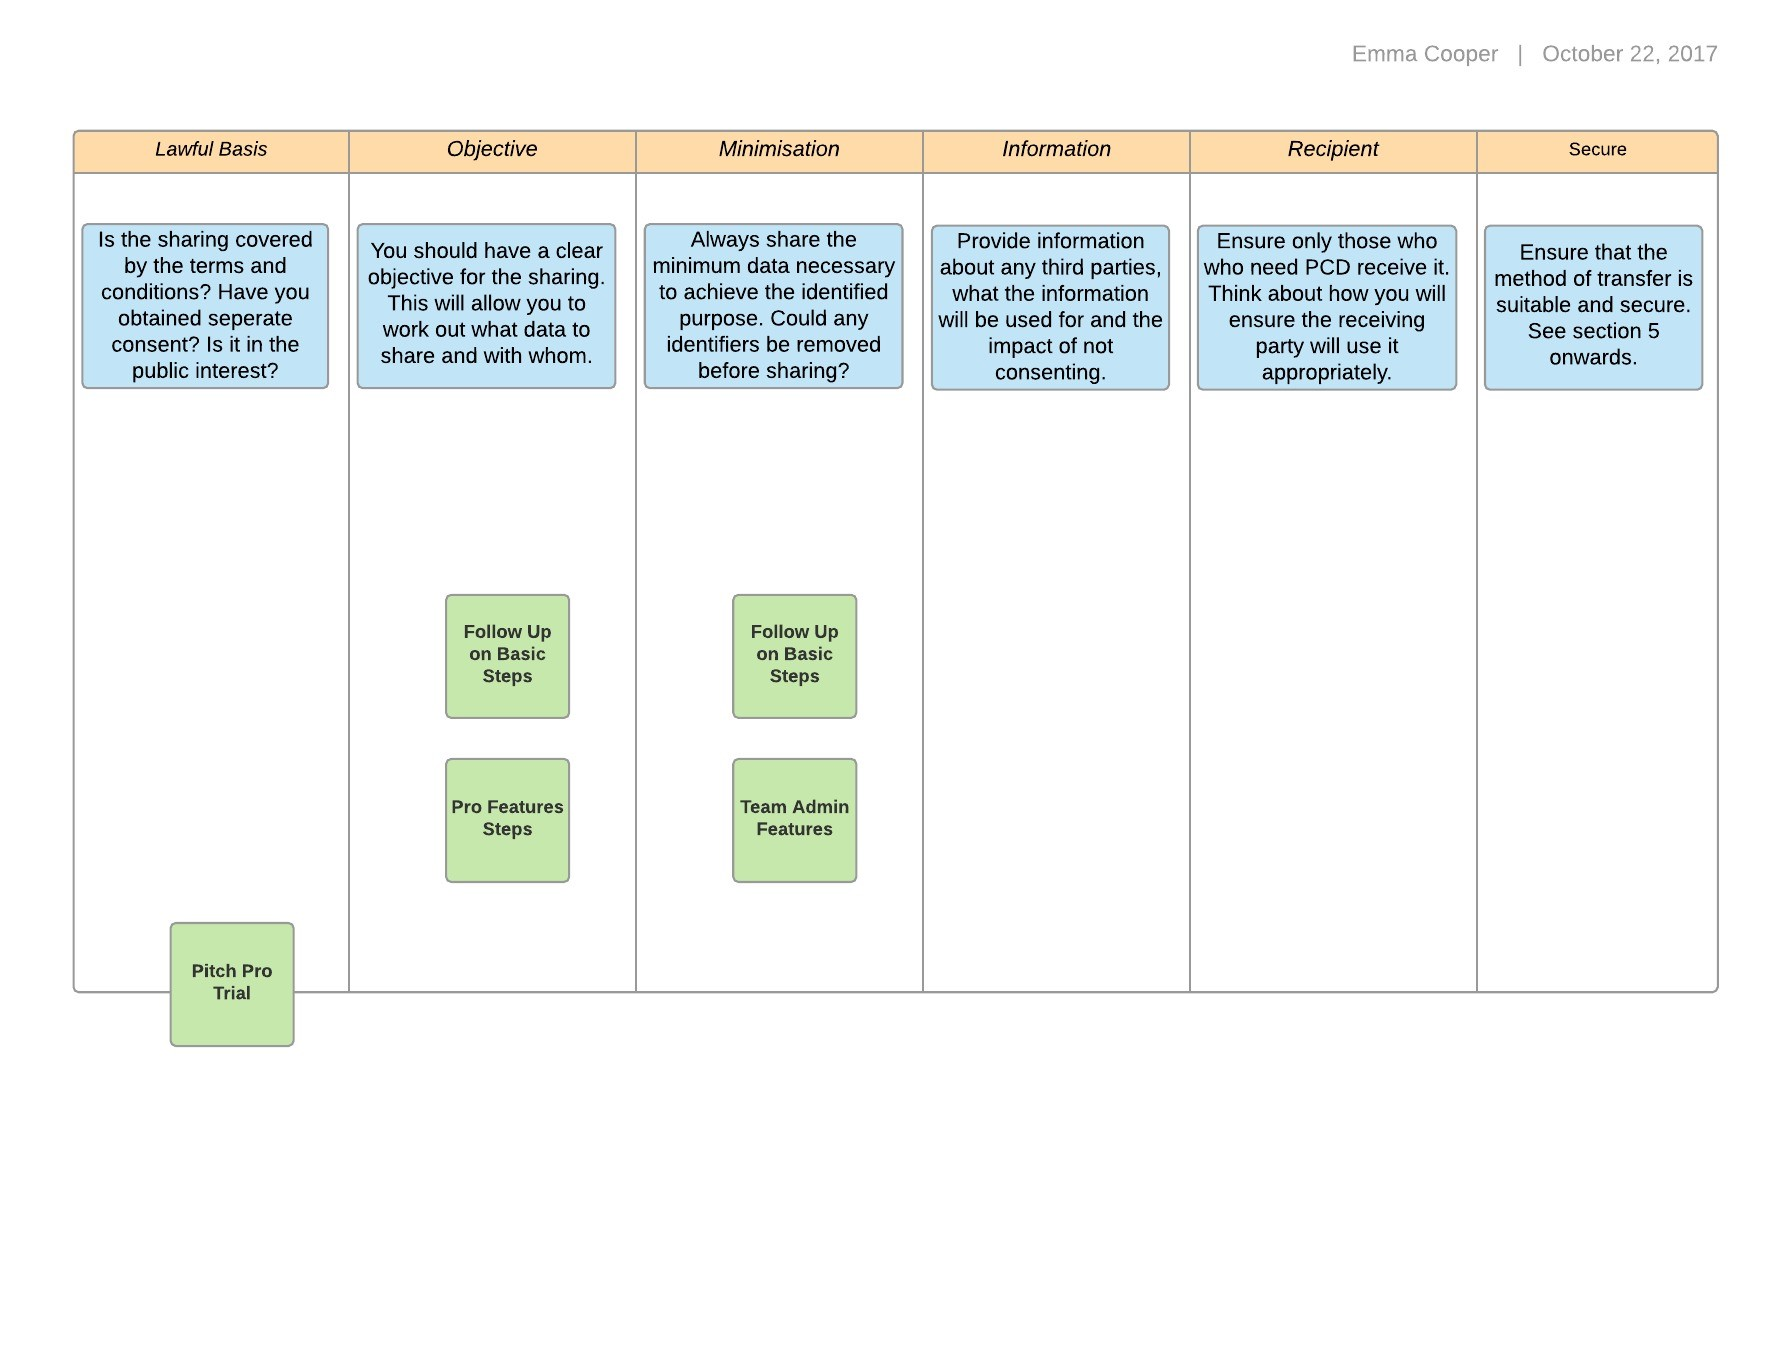 Emma Cooper | October 22, 2017
Lawful Basis
Objective
Minimisation
Information
Recipient
Secure
Is the sharing covered
by the terms and
conditions? Have you
obtained seperate
consent? Is it in the
public interest?
You should have a clear
objective for the sharing.
This will allow you to
work out what data to
share and with whom.
Always share the
minimum data necessary
to achieve the identified
purpose. Could any
identifiers be removed
before sharing?
Provide information
about any third parties,
what the information
will be used for and the
impact of not
consenting.
Ensure only those who
who need PCD receive it.
Think about how you will
ensure the receiving
party will use it
appropriately.
Ensure that the
method of transfer is
suitable and secure.
See section 5
onwards.
Follow Up
on Basic
Steps
Follow Up
on Basic
Steps
Pro Features
Steps
Team Admin
Features
Pitch Pro
Trial